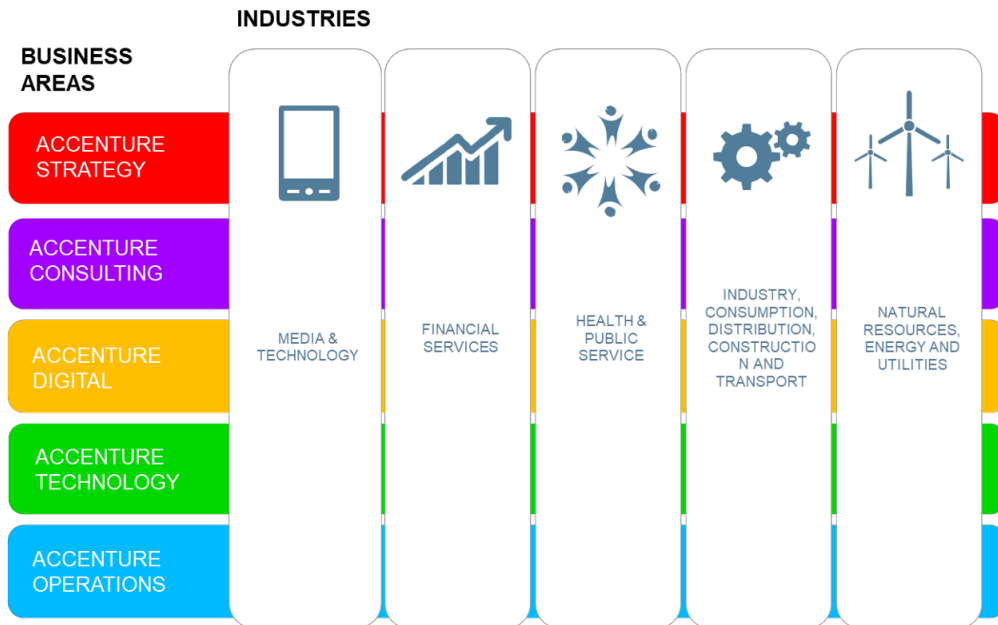 INDUSTRIES
BUSINESS
AREAS
ACCENTURE
STRATEGY
ACCENTURE
CONSULTING
ACCENTURE
DIGITAL
ACCENTURE
TECHNOLOGY
ACCENTURE
OPERATIONS
MEDIA &
TECHNOLOGY
FINANCIAL
SERVICES
HEALTH &
PUBLIC
SERVICE
INDUSTRY,
CONSUMPTION,
DISTRIBUTION,
CONSTRUCTIO
N AND
TRANSPORT
NATURAL
RESOURCES,
ENERGY AND
UTILITIES